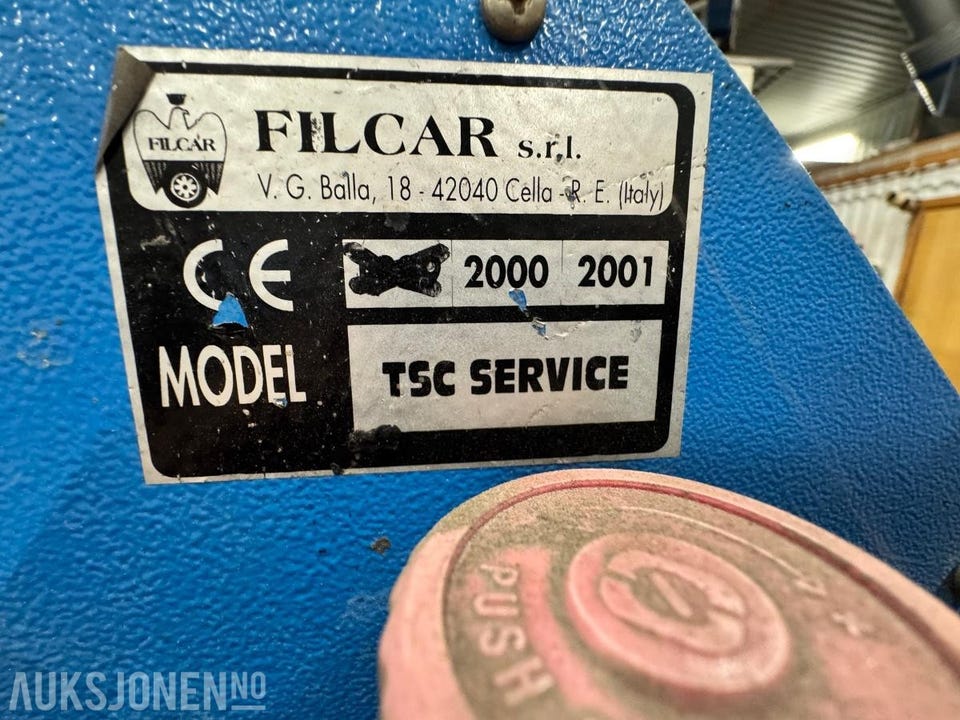 FILCAR
FILCAR s.r.l.
V. G. Balla, 18 - 42040 Cella - R. E. (Italy)
CE
2000 2001
MODEL
TSC SERVICE
PUSH
AUKSJONEN NO